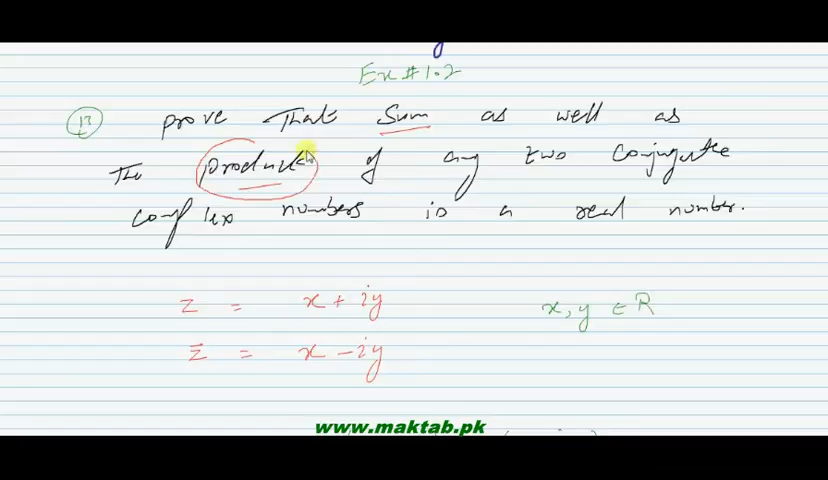 Ex # 1.2
13 prove that Sum as well as
The product of any two conjugate
complex numbers is a real number.
z = x + iy x, y ∈ R
z̅ = x - iy
www.maktab.pk